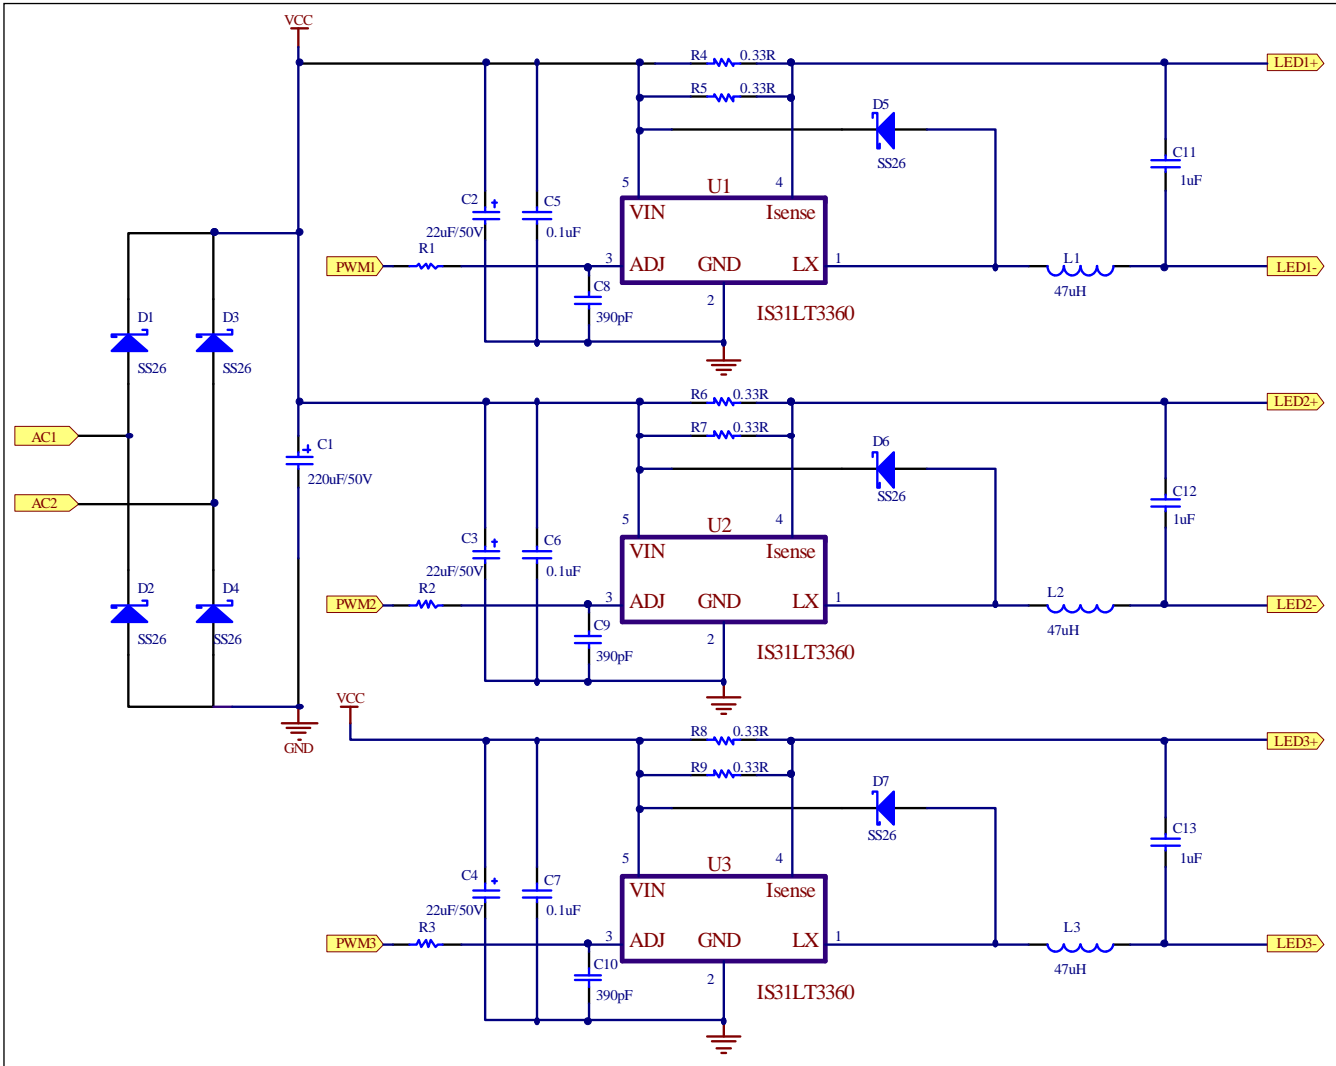 VCC
R4 0.33R
LED1+
R5 0.33R
D5
SS26
C11
1uF
5
U1
4
C2
22uF/50V
C5
0.1uF
VIN
Isense
R1
PWM1
3
ADJ
GND
LX
1
L1
47uH
LED1-
C8
390pF
2
IS31LT3360
D1
SS26
D3
SS26
R6 0.33R
LED2+
AC1
R7 0.33R
D6
SS26
C1
220uF/50V
AC2
C12
1uF
5
U2
4
C3
22uF/50V
C6
0.1uF
VIN
Isense
D2
SS26
D4
SS26
R2
PWM2
3
ADJ
GND
LX
1
L2
47uH
LED2-
C9
390pF
2
IS31LT3360
VCC
GND
R8 0.33R
LED3+
R9 0.33R
D7
SS26
C13
1uF
5
U3
4
C4
22uF/50V
C7
0.1uF
VIN
Isense
R3
PWM3
3
ADJ
GND
LX
1
L3
47uH
LED3-
C10
390pF
2
IS31LT3360